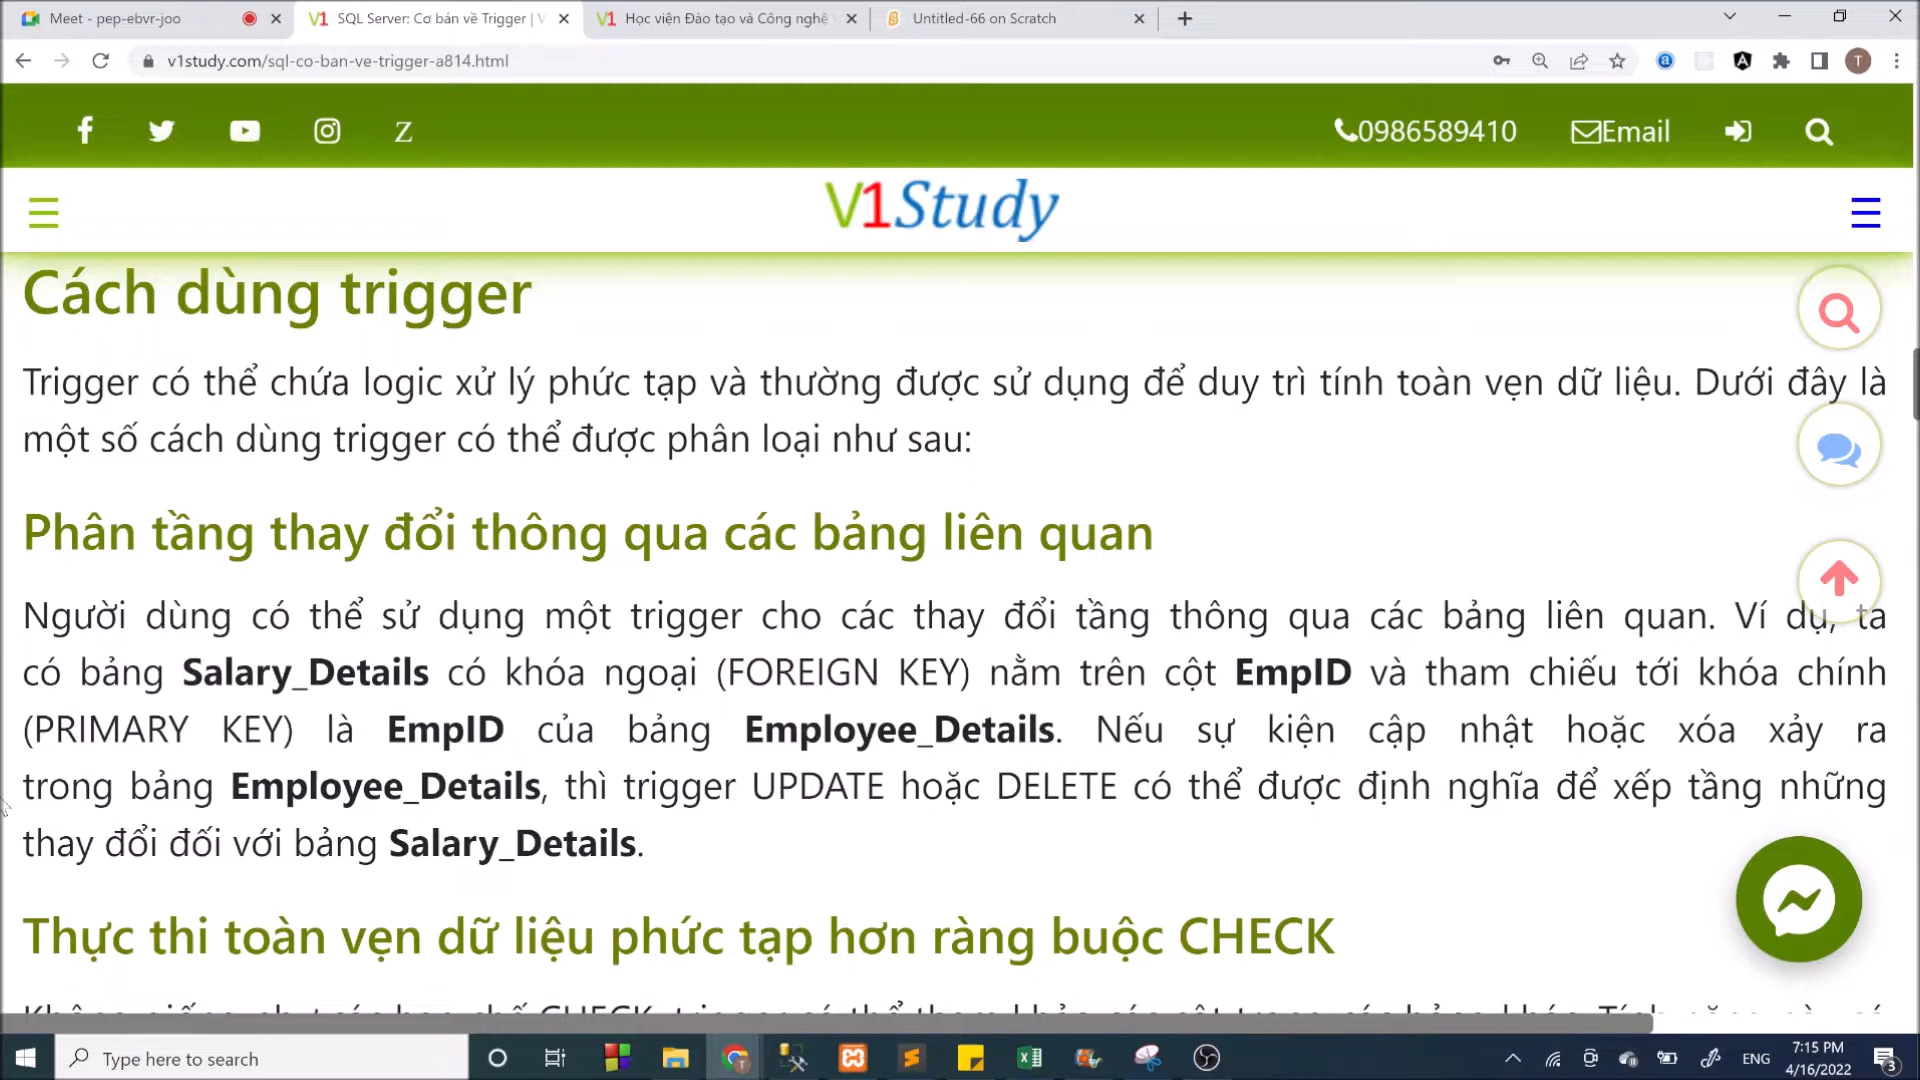 Meet - pep-ebvr-joo
SQL Server: Cơ bản về Trigger | V
Học viện Đào tạo và Công nghệ
Untitled-66 on Scratch
v1study.com/sql-co-ban-ve-trigger-a814.html
T
0986589410
Email
V1Study
Cách dùng trigger
Trigger có thể chứa logic xử lý phức tạp và thường được sử dụng để duy trì tính toàn vẹn dữ liệu. Dưới đây là
một số cách dùng trigger có thể được phân loại như sau:
Phân tầng thay đổi thông qua các bảng liên quan
Người dùng có thể sử dụng một trigger cho các thay đổi tầng thông qua các bảng liên quan. Ví dụ, ta
có bảng Salary_Details có khóa ngoại (FOREIGN KEY) nằm trên cột EmpID và tham chiếu tới khóa chính
(PRIMARY KEY) là EmpID của bảng Employee_Details. Nếu sự kiện cập nhật hoặc xóa xảy ra
trong bảng Employee_Details, thì trigger UPDATE hoặc DELETE có thể được định nghĩa để xếp tầng những
thay đổi đối với bảng Salary_Details.
Thực thi toàn vẹn dữ liệu phức tạp hơn ràng buộc CHECK
Type here to search
ENG
7:15 PM
4/16/2022
3